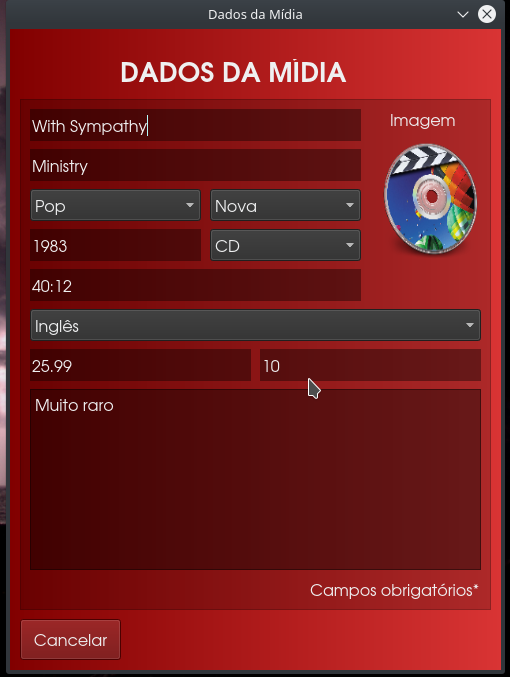 Dados da Mídia
DADOS DA MÍDIA
With Sympathy
Imagem
Ministry
Pop
Nova
1983
CD
40:12
Inglês
25.99
10
Muito raro
Campos obrigatórios*
Cancelar